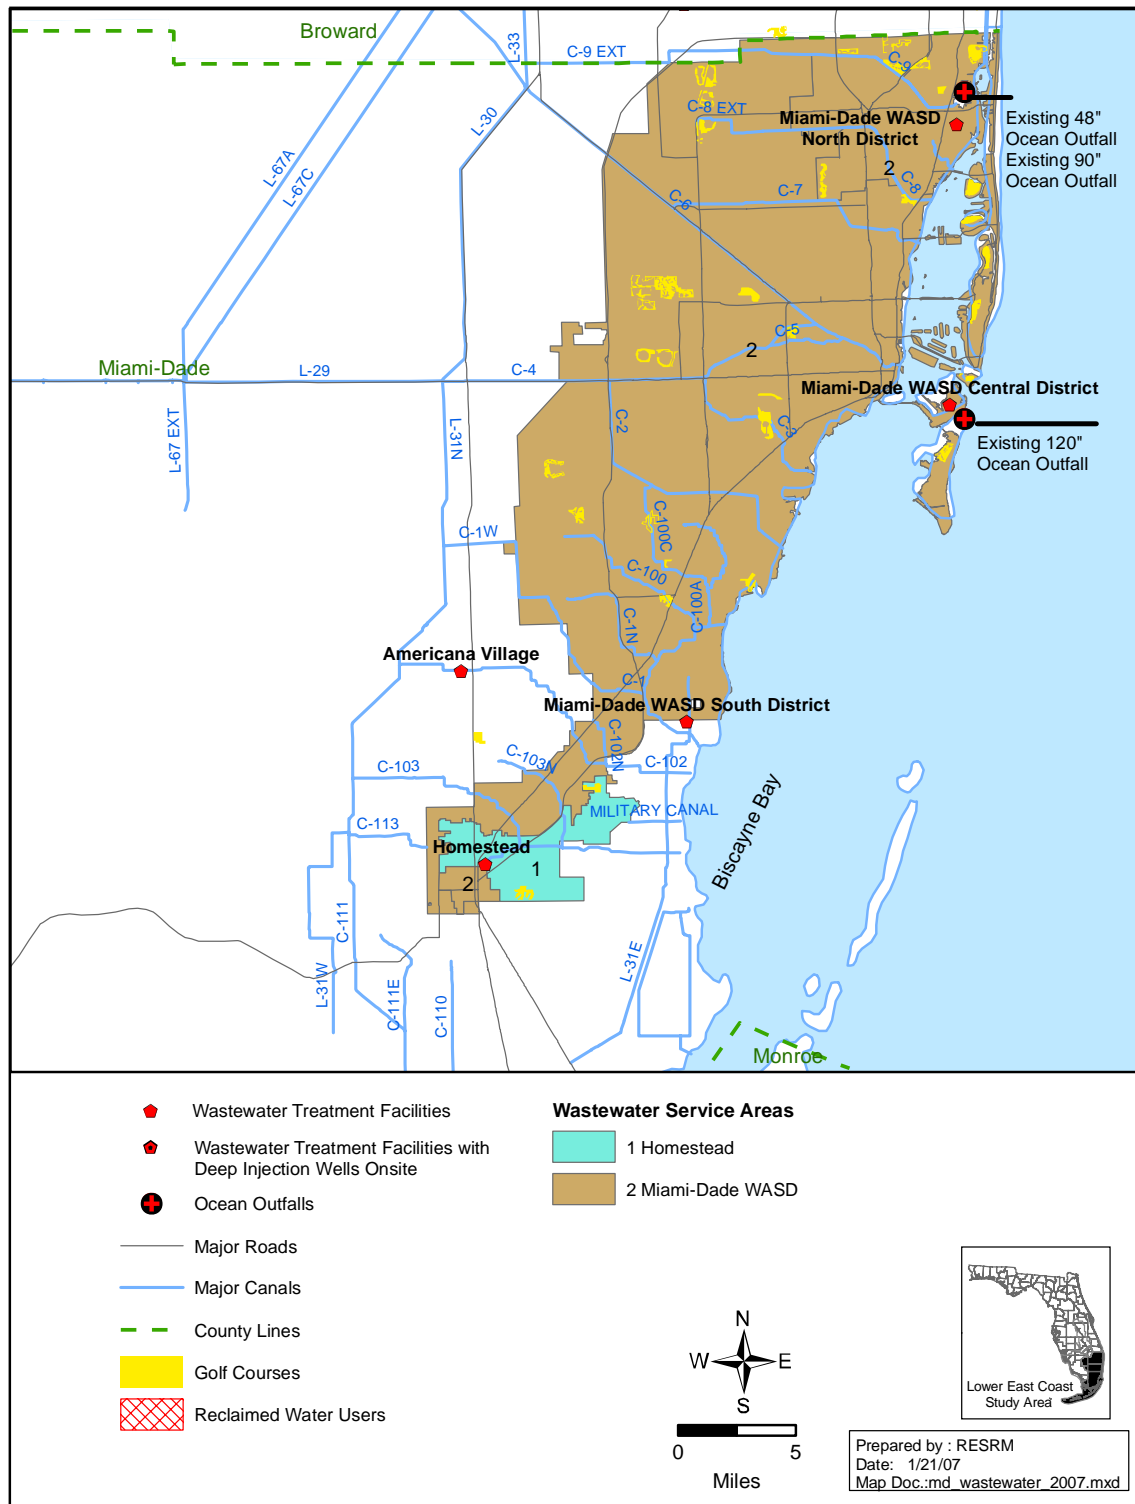 Broward
L-33
C-9 EXT
C-9
C-8 EXT
Miami-Dade WASD
North District
Existing 48"
Ocean Outfall
Existing 90"
Ocean Outfall
L-30
L-67A
L-67C
2
C-8
C-7
C-6
C-5
2
Miami-Dade
L-29
C-4
Miami-Dade WASD Central District
L-67 EXT
L-31N
C-2
C-3
Existing 120"
Ocean Outfall
C-1W
C-100C
C-100
C-100A
C-1N
Americana Village
C-1
Miami-Dade WASD South District
C-102N
C-103N
C-102
C-103
MILITARY CANAL
C-113
Homestead
1
2
Biscayne Bay
C-111
L-31W
C-111E
C-110
L-31E
Monroe
Wastewater Treatment Facilities
Wastewater Treatment Facilities with
Deep Injection Wells Onsite
Ocean Outfalls
Major Roads
Major Canals
County Lines
Golf Courses
Reclaimed Water Users
Wastewater Service Areas
1 Homestead
2 Miami-Dade WASD
N
W
E
S
0
5
Miles
Lower East Coast
Study Area
Prepared by : RESRM
Date: 1/21/07
Map Doc.:md_wastewater_2007.mxd